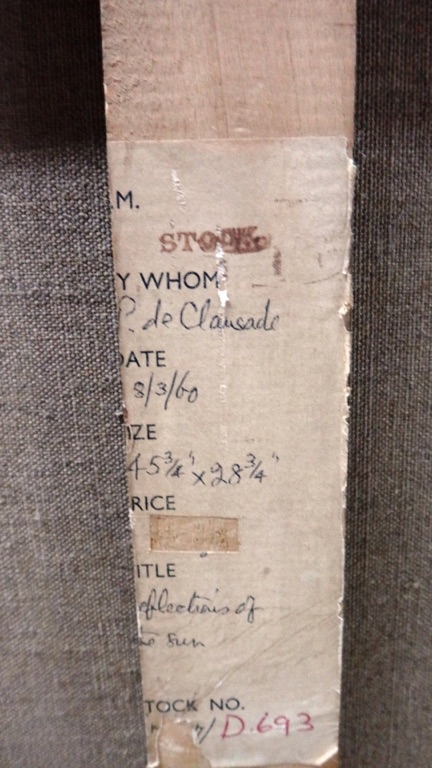 M.
STOCK
Y WHOM
P. de Clausade
DATE
8/3/60
IZE
45¾" x 28¾"
RICE
ITLE
eflections of
he sun
TOCK NO.
/ D.693